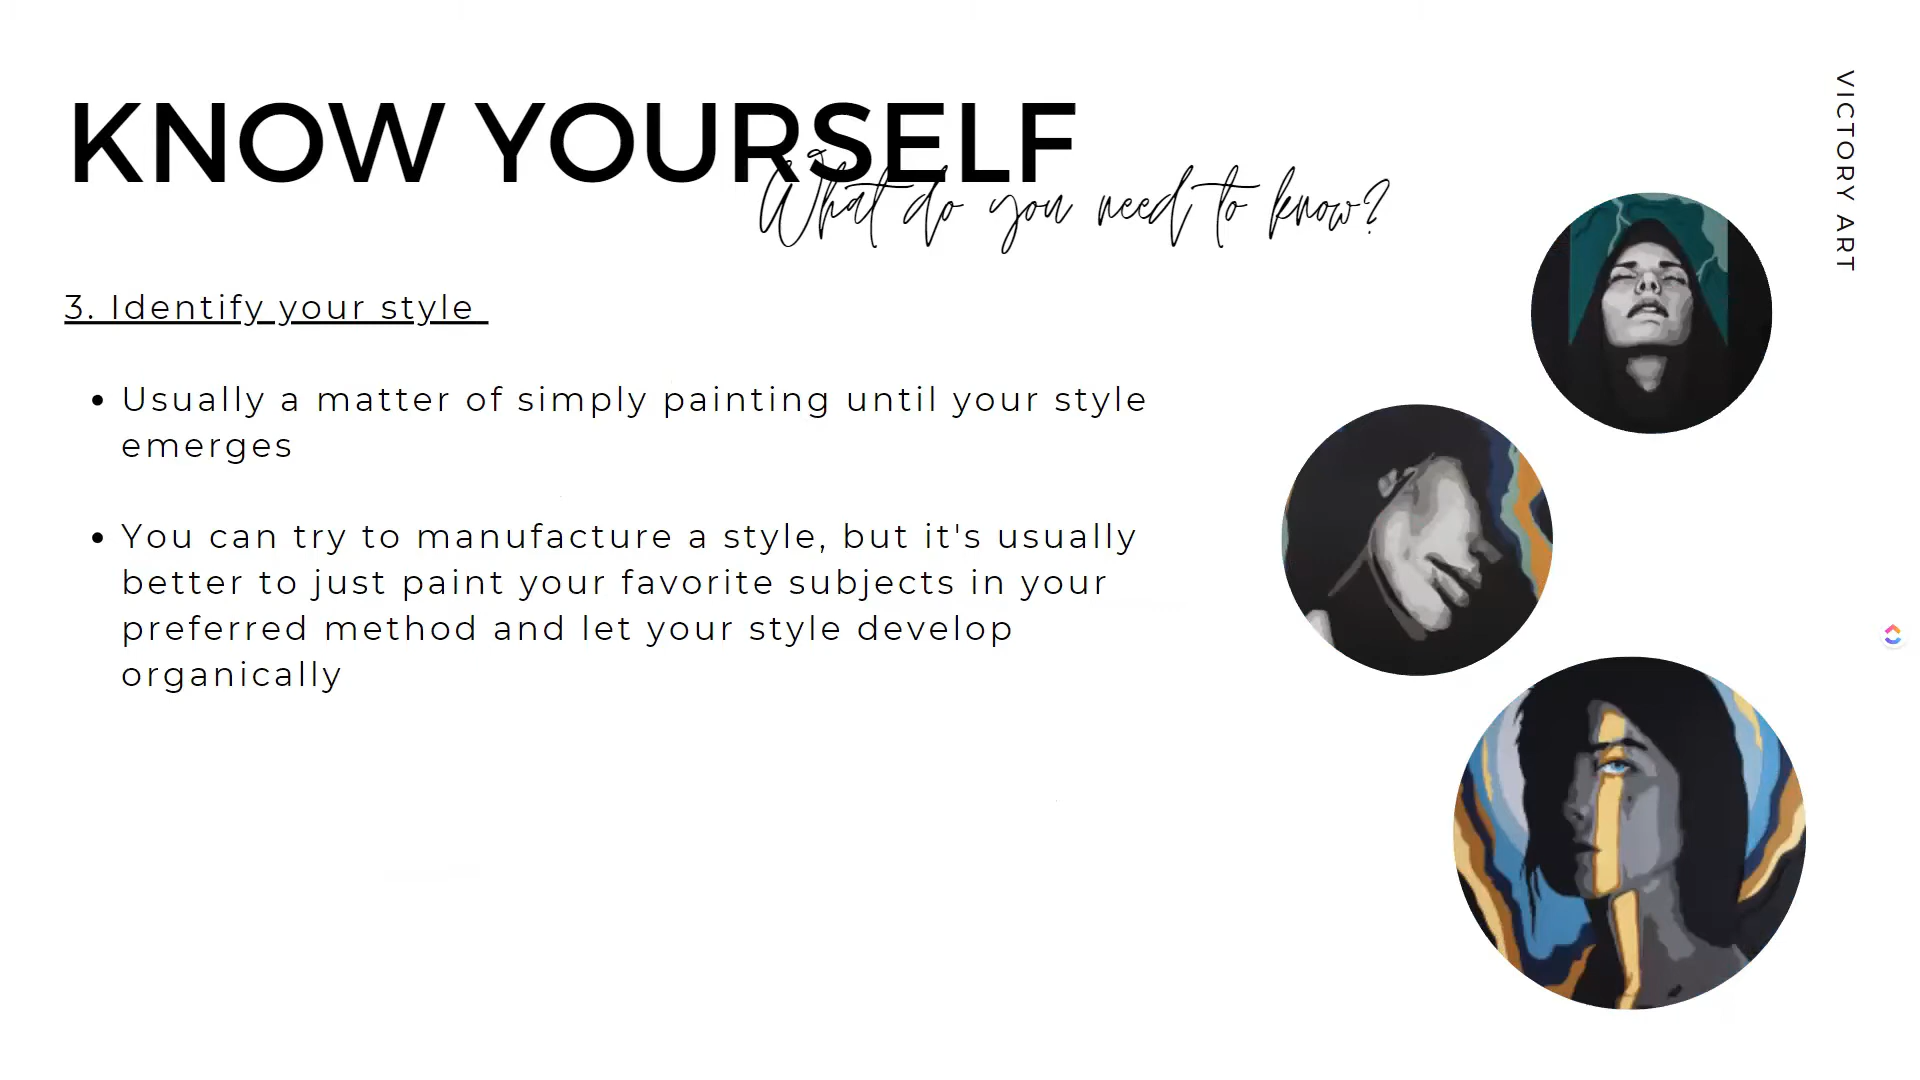 KNOW YOURSELF
What do you need to know?
VICTORY ART
3. Identify your style
• Usually a matter of simply painting until your style
emerges
• You can try to manufacture a style, but it's usually
better to just paint your favorite subjects in your
preferred method and let your style develop
organically